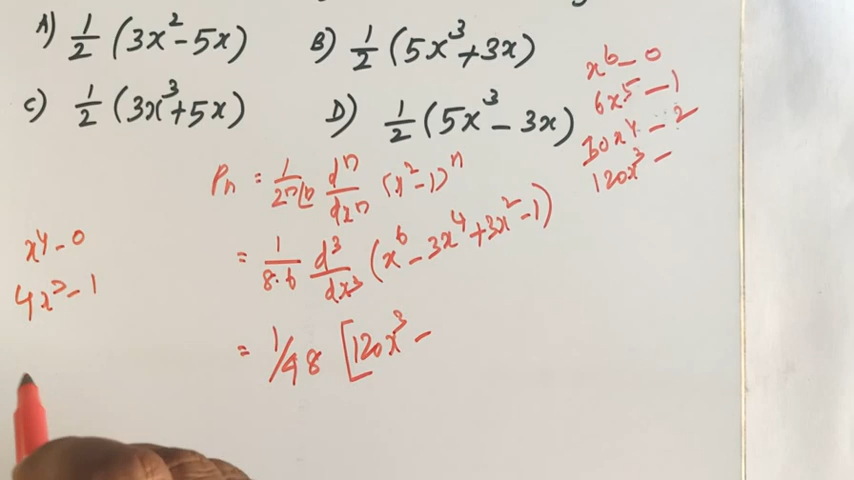 A) 1/2 (3x² - 5x) B) 1/2 (5x³ + 3x)
C) 1/2 (3x³ + 5x) D) 1/2 (5x³ - 3x)
x⁶ - 0
6x⁵ - 1
30x⁴ - 2
120x³ -
Pn = 1/(2ⁿ⌊n) dⁿ/dxⁿ (x² - 1)ⁿ
= 1/(8·6) d³/dx³ (x⁶ - 3x⁴ + 3x² - 1)
= 1/48 [120x³ -
x⁴ - 0
4x³ - 1